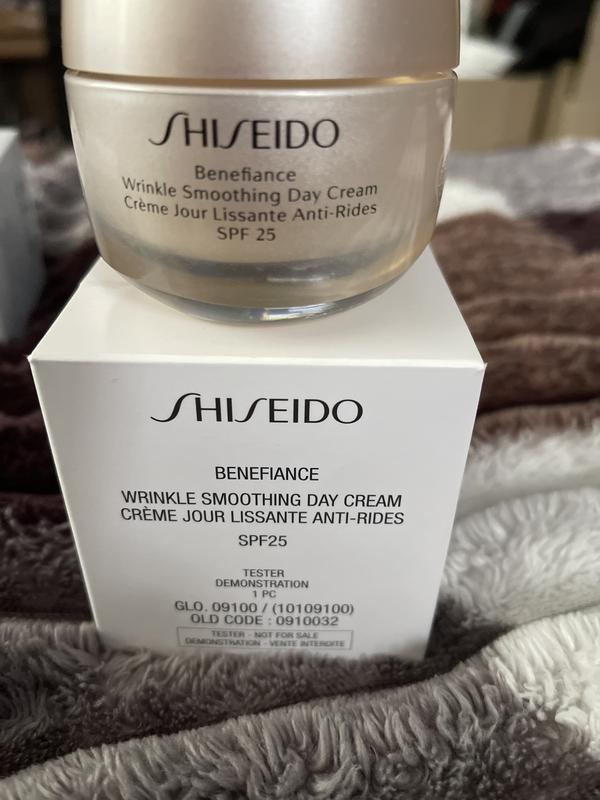 SHISEIDO
Benefiance
Wrinkle Smoothing Day Cream
Crème Jour Lissante Anti-Rides
SPF 25
SHISEIDO
BENEFIANCE
WRINKLE SMOOTHING DAY CREAM
CRÈME JOUR LISSANTE ANTI-RIDES
SPF25
TESTER
DEMONSTRATION
1 PC
GLO. 09100 / (10109100)
OLD CODE : 0910032
TESTER - NOT FOR SALE
DEMONSTRATION - VENTE INTERDITE